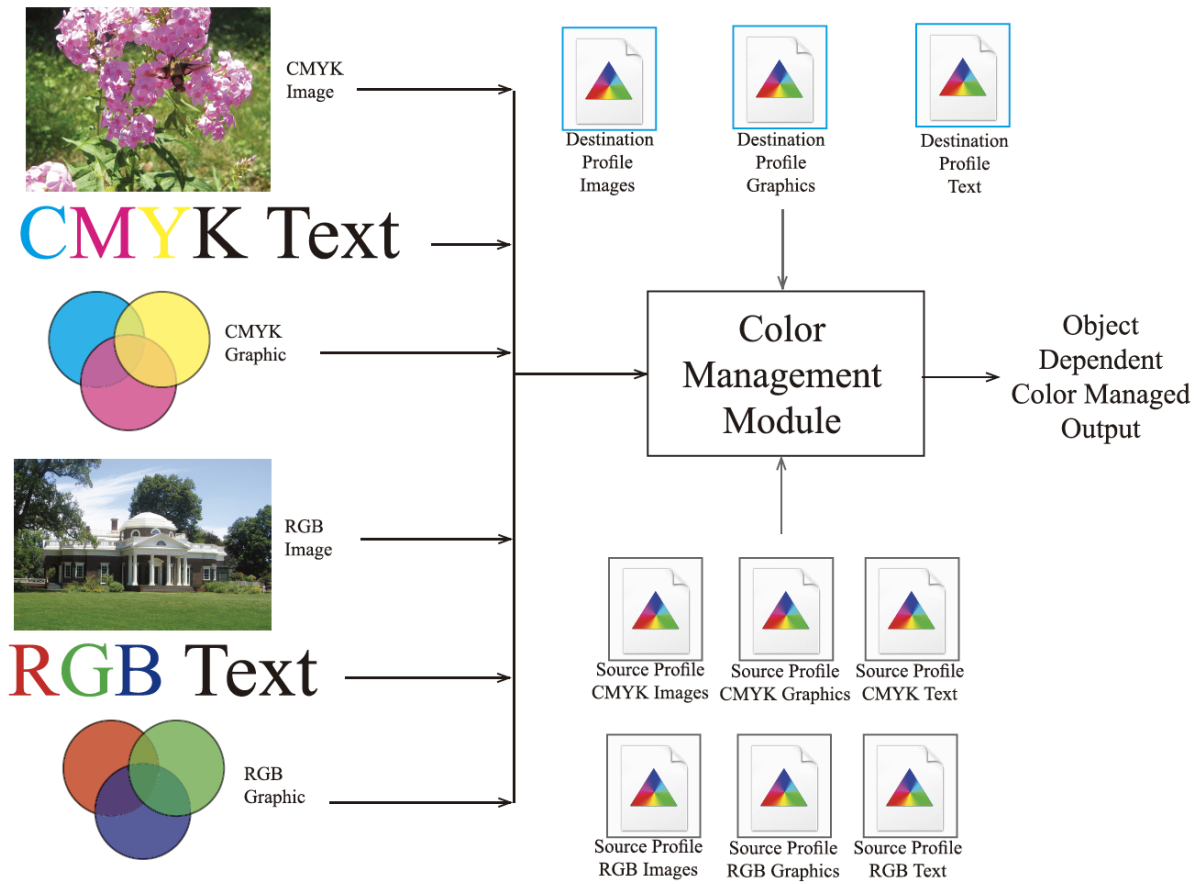 CMYK
Image
CMYK Text
CMYK
Graphic
RGB
Image
RGB Text
RGB
Graphic
Destination
Profile
Images
Destination
Profile
Graphics
Destination
Profile
Text
Color
Management
Module
Object
Dependent
Color Managed
Output
Source Profile
CMYK Images
Source Profile
CMYK Graphics
Source Profile
CMYK Text
Source Profile
RGB Images
Source Profile
RGB Graphics
Source Profile
RGB Text